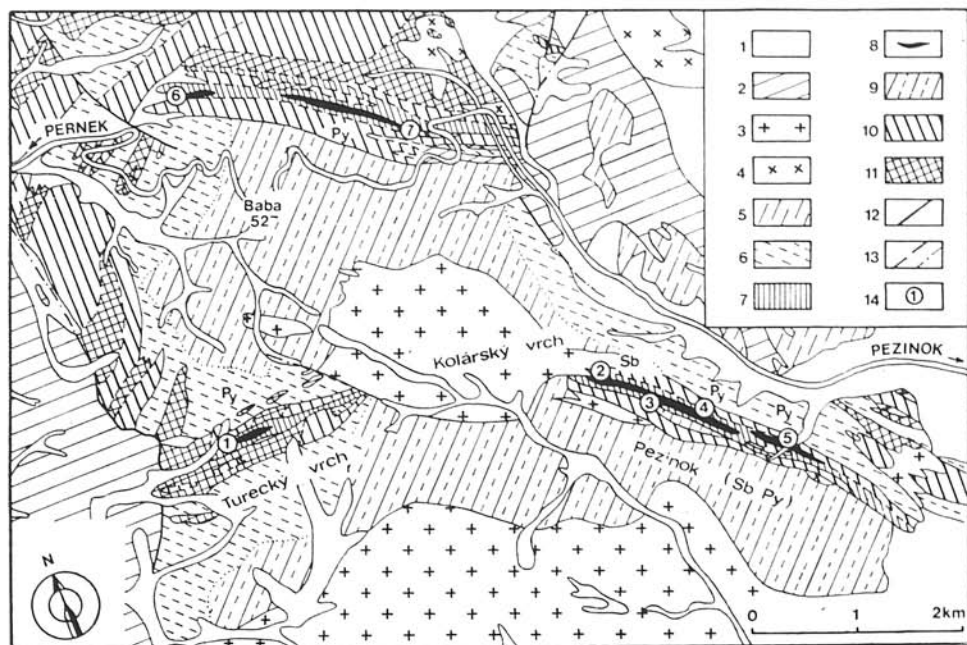 1
2
3
4
5
6
7
8
9
10
11
12
13
14 ①
⑥
PERNEK
Py
⑦
Baba
52
Kolárský vrch
Sb
PEZINOK
②
③
Py
④
Py
⑤
Py
①
Turecký vrch
Pezinok
(Sb Py)
N
0 1 2km